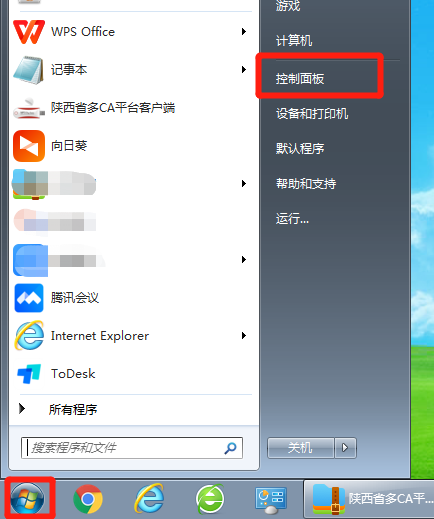 WPS Office
记事本
陕西省多CA平台客户端
向日葵
腾讯会议
Internet Explorer
ToDesk
所有程序
搜索程序和文件
游戏
计算机
控制面板
设备和打印机
默认程序
帮助和支持
运行...
关机
陕西省多CA平...